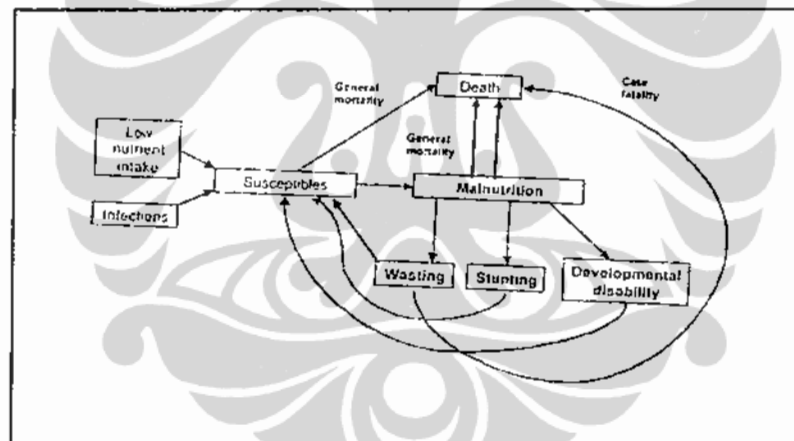 Death
General
mortality
Case
fatality
Low
nutrient
intake
General
mortality
Susceptibles
Malnutrition
Infections
Wasting
Stunting
Developmental
disability